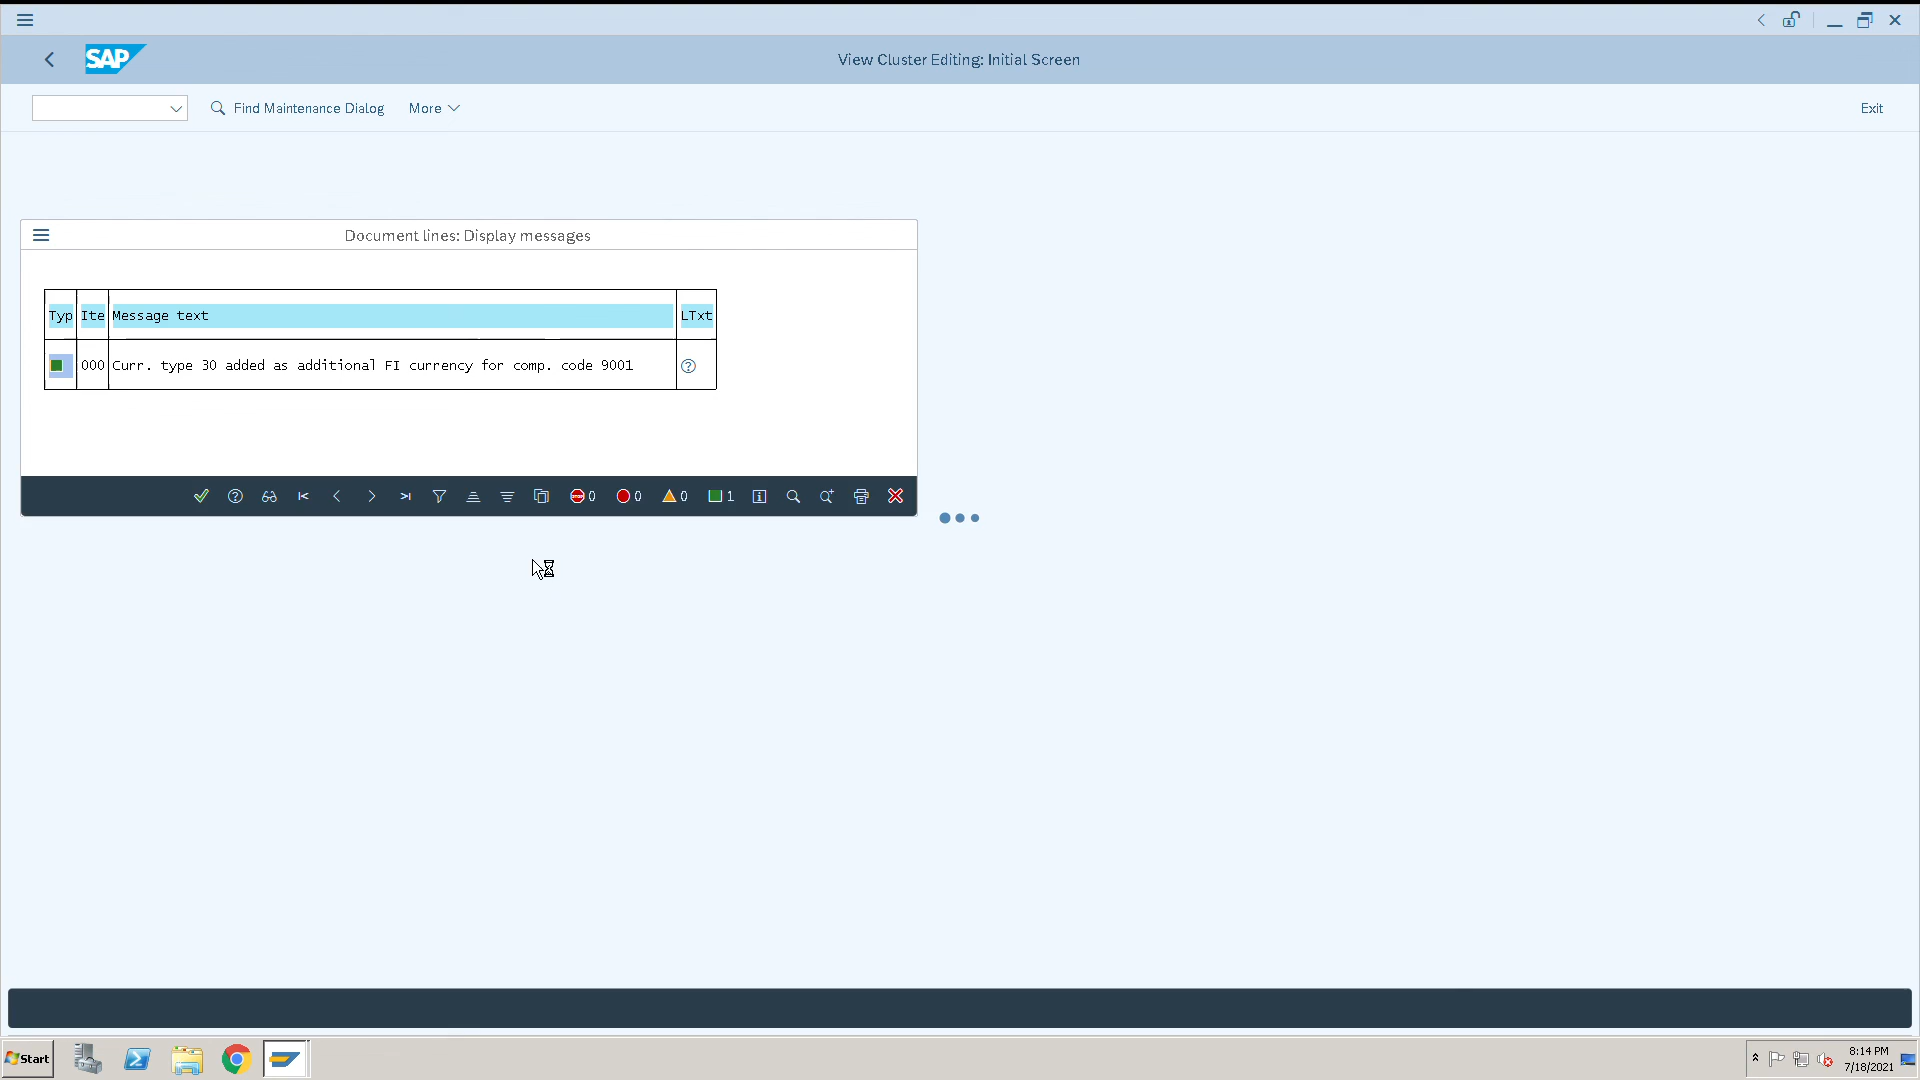 SAP
View Cluster Editing: Initial Screen
Find Maintenance Dialog
More
Exit
Document lines: Display messages
Typ Ite Message text LTxt
000 Curr. type 30 added as additional FI currency for comp. code 9001
STOP 0 0 0 1
Start
8:14 PM
7/18/2021